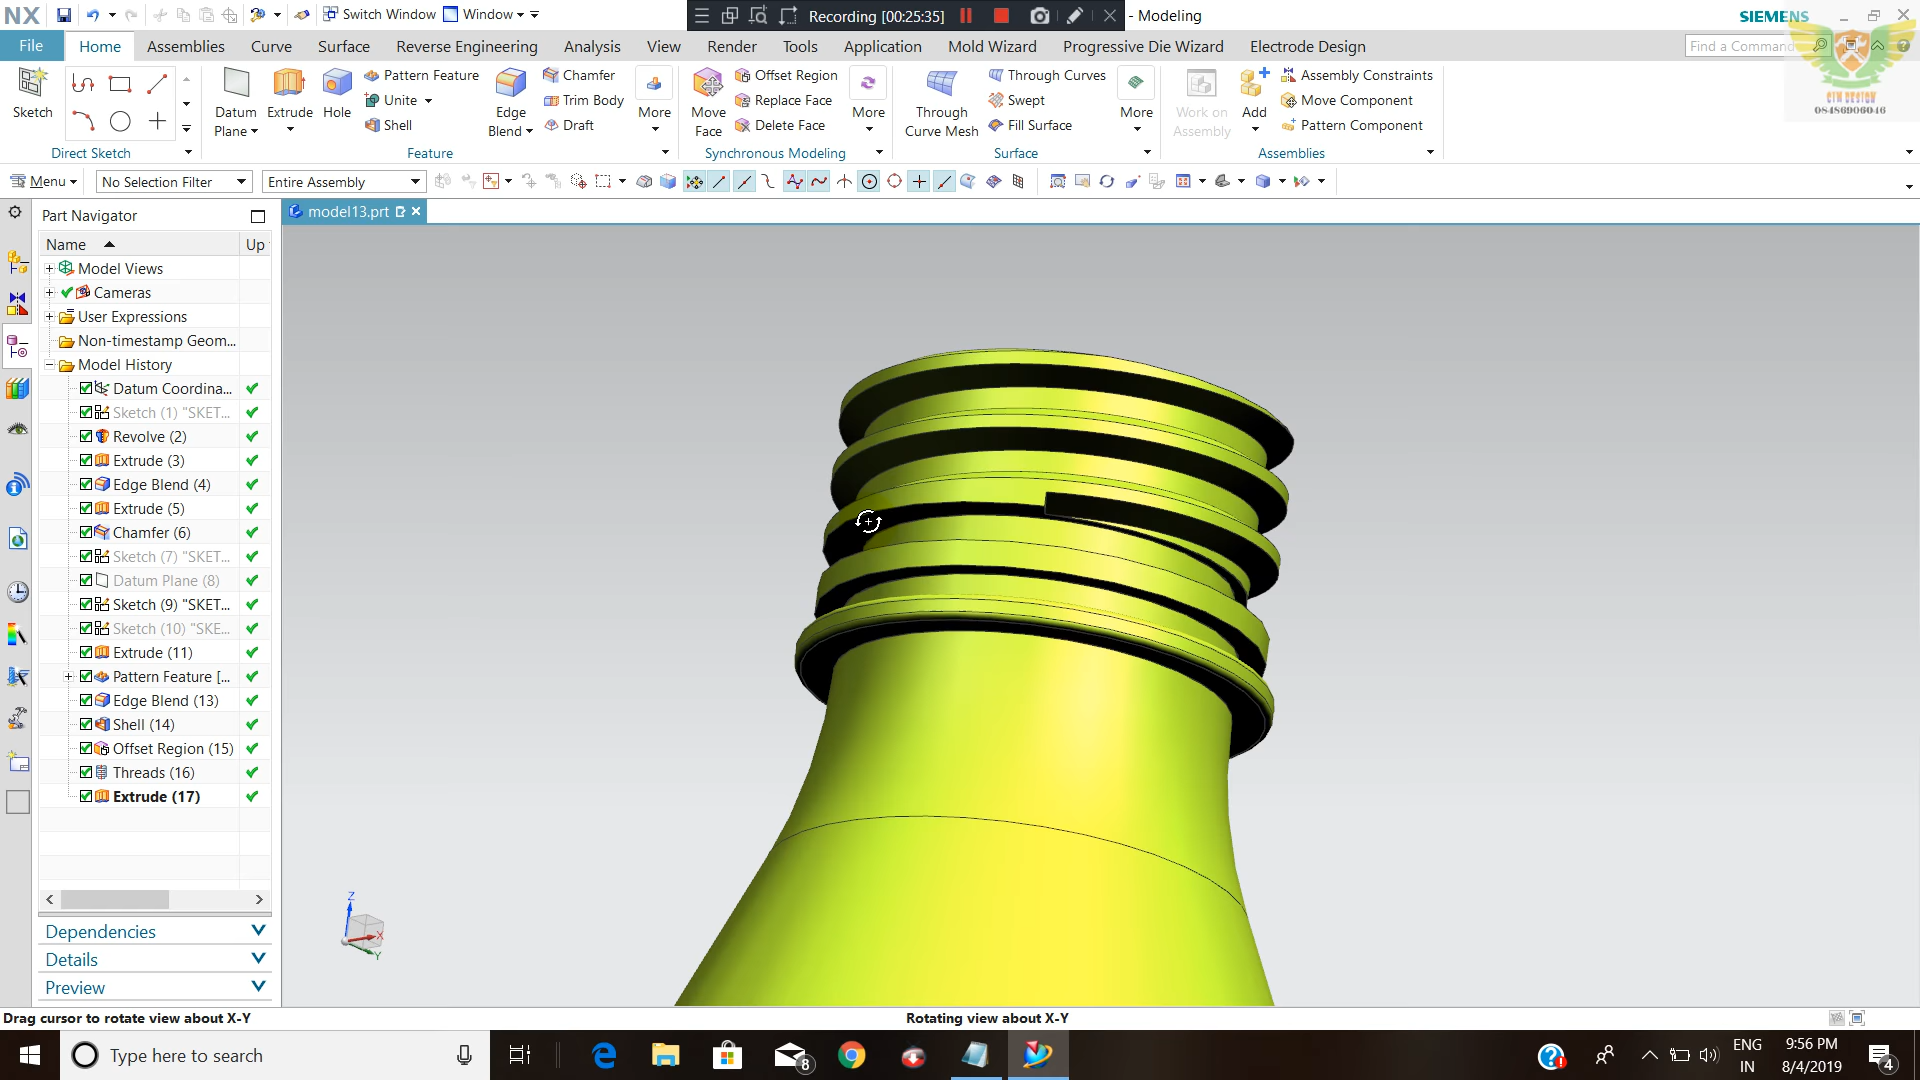 NX Switch Window Window Recording [00:25:35] - Modeling SIEMENS
File Home Assemblies Curve Surface Reverse Engineering Analysis View Render Tools Application Mold Wizard Progressive Die Wizard Electrode Design Find a Command
Sketch
Direct Sketch
Datum Plane
Extrude
Hole
Pattern Feature
Unite
Shell
Edge Blend
Chamfer
Trim Body
Draft
More
Feature
Move Face
Offset Region
Replace Face
Delete Face
More
Synchronous Modeling
Through Curve Mesh
Through Curves
Swept
Fill Surface
More
Surface
Work on Assembly
Add
Assembly Constraints
Move Component
Pattern Component
Assemblies
CTM DESIGN
08486906046
Menu No Selection Filter Entire Assembly
Part Navigator
model13.prt
Name Up
Model Views
Cameras
User Expressions
Non-timestamp Geom...
Model History
Datum Coordina...
Sketch (1) "SKET...
Revolve (2)
Extrude (3)
Edge Blend (4)
Extrude (5)
Chamfer (6)
Sketch (7) "SKET...
Datum Plane (8)
Sketch (9) "SKET...
Sketch (10) "SKE...
Extrude (11)
Pattern Feature [...
Edge Blend (13)
Shell (14)
Offset Region (15)
Threads (16)
Extrude (17)
Dependencies
Details
Preview
Z
X
Y
Drag cursor to rotate view about X-Y
Rotating view about X-Y
Type here to search
8
ENG
IN
9:56 PM
8/4/2019
4